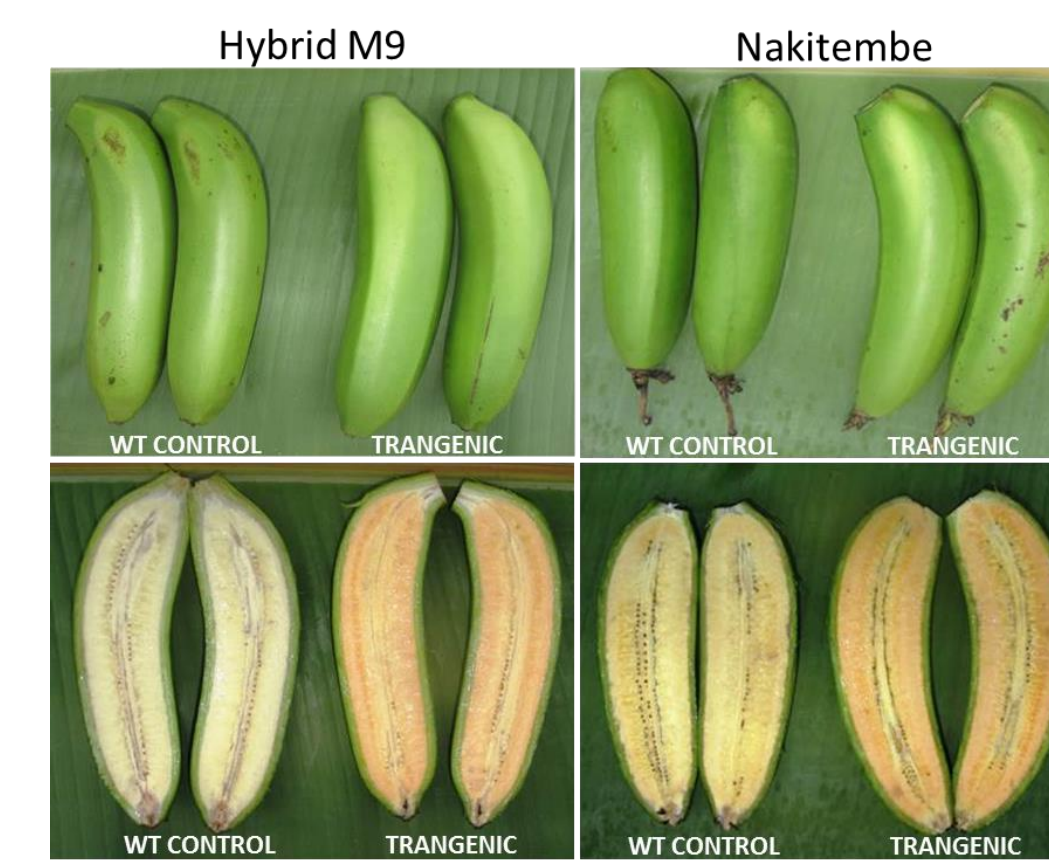 Hybrid M9
Nakitembe
WT CONTROL
TRANGENIC
WT CONTROL
TRANGENIC
WT CONTROL
TRANGENIC
WT CONTROL
TRANGENIC